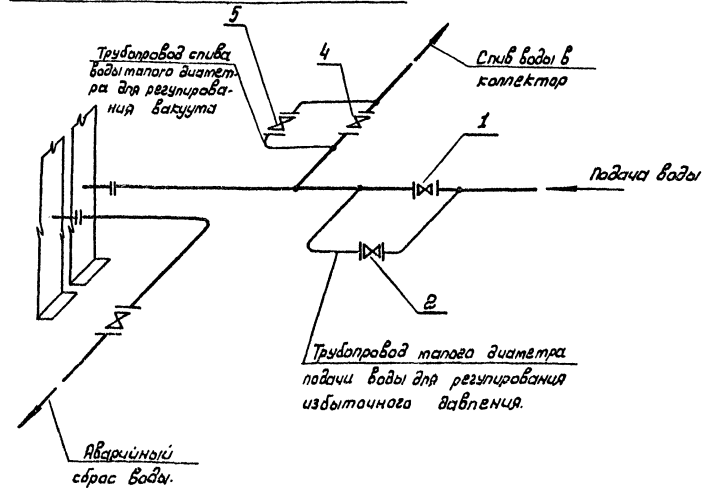 5
Трубопровод слива
воды малого диамет-
ра для регулирова-
ния вакуума
4
Слив воды в
коллектор
1
Подача воды
2
Трубопровод малого диаметра
подачи воды для регулирования
избыточного давления.
Аварийный
сброс воды.